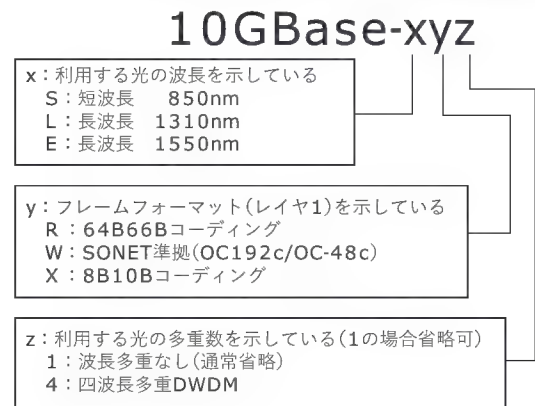 10GBase-xyz
x：利用する光の波長を示している
S：短波長 850nm
L：長波長 1310nm
E：長波長 1550nm
y：フレームフォーマット(レイヤ1)を示している
R：64B66Bコーディング
W：SONET準拠(OC192c/OC-48c)
X：8B10Bコーディング
z：利用する光の多重数を示している(1の場合省略可)
1：波長多重なし(通常省略)
4：四波長多重DWDM